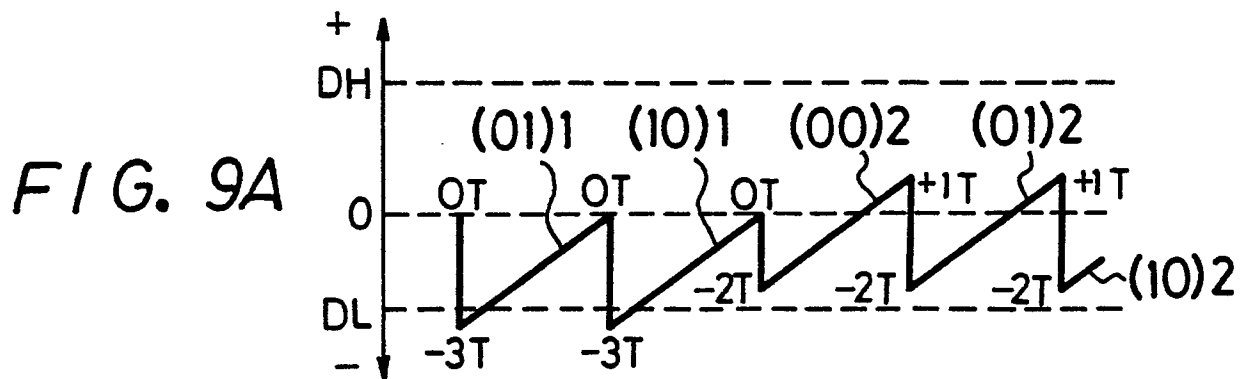 +
DH
(01)1 (10)1 (00)2 (01)2
FIG. 9A
0T 0T 0T +1T +1T
0
-2T -2T -2T (10)2
DL
-3T -3T
-